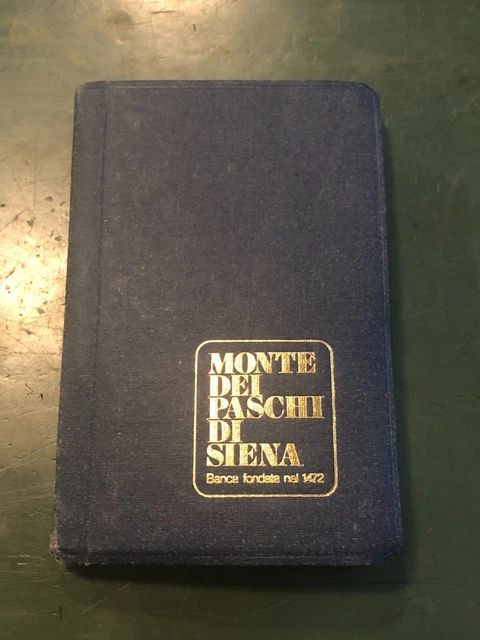 MONTE
DEI
PASCHI
DI
SIENA
Banca fondata nel 1472